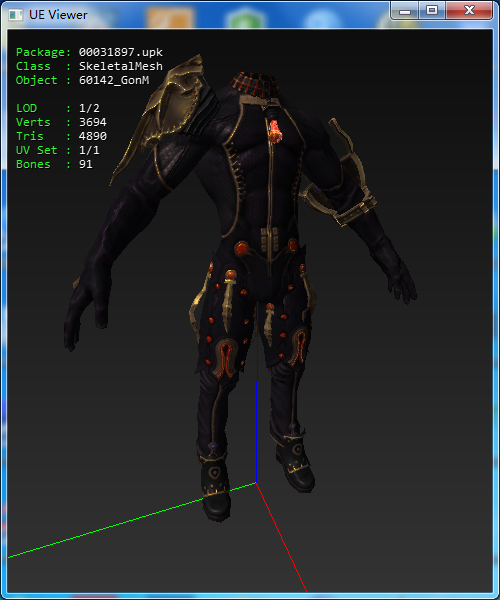 UE Viewer
Package: 00031897.upk
Class  : SkeletalMesh
Object : 60142_GonM
LOD    : 1/2
Verts  : 3694
Tris   : 4890
UV Set : 1/1
Bones  : 91